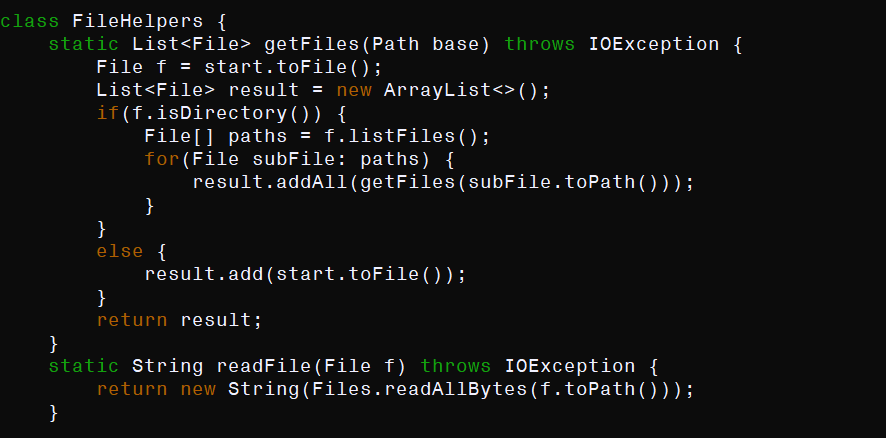 class FileHelpers {
    static List<File> getFiles(Path base) throws IOException {
        File f = start.toFile();
        List<File> result = new ArrayList<>();
        if(f.isDirectory()) {
            File[] paths = f.listFiles();
            for(File subFile: paths) {
                result.addAll(getFiles(subFile.toPath()));
            }
        }
        else {
            result.add(start.toFile());
        }
        return result;
    }
    static String readFile(File f) throws IOException {
        return new String(Files.readAllBytes(f.toPath()));
    }